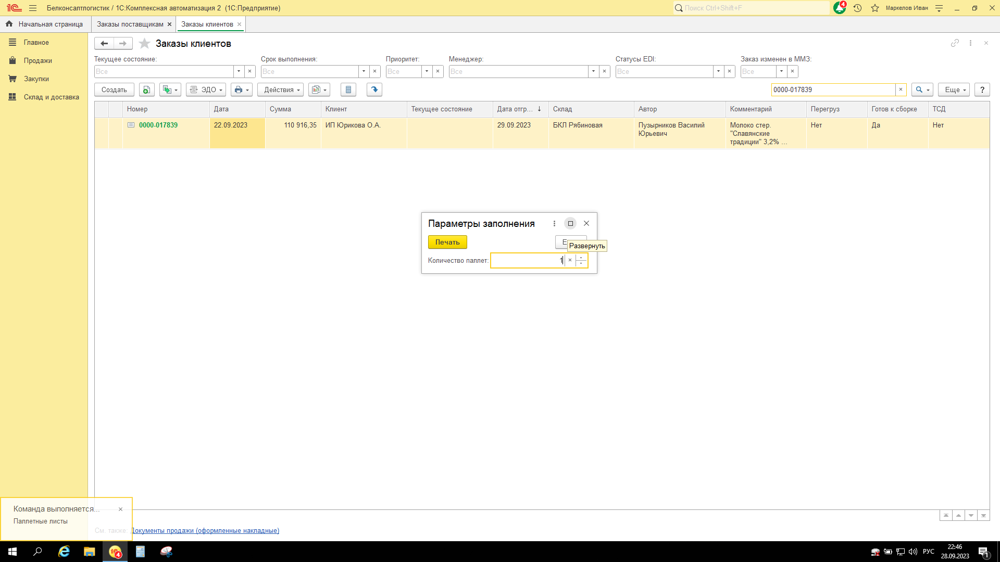 Белконсалтлогистик / 1С:Комплексная автоматизация 2 (1С:Предприятие)
Поиск Ctrl+Shift+F
4
Маркелов Иван
Начальная страница
Заказы поставщикам
Заказы клиентов
Главное
Продажи
Закупки
Склад и доставка
Заказы клиентов
Текущее состояние:
Срок выполнения:
Приоритет:
Менеджер:
Статусы EDI:
Заказ изменен в ММЗ:
Все
Все
Все
Все
Все
Все
Создать
ЭДО
Действия
0000-017839
Еще
?
Номер
Дата
Сумма
Клиент
Текущее состояние
Дата отгр...
Склад
Автор
Комментарий
Перегруз
Готов к сборке
ТСД
0000-017839
22.09.2023
110 916,35
ИП Юрикова О.А.
29.09.2023
БКЛ Рябиновая
Пузырников Василий
Юрьевич
Молоко стер.
"Славянские
традиции" 3,2% ...
Нет
Да
Нет
Параметры заполнения
Печать
Развернуть
Количество паллет:
1
Команда выполняется...
Паллетные листы
См. также:
Документы продажи (оформленные накладные)
4
РУС
22:46
28.09.2023
1